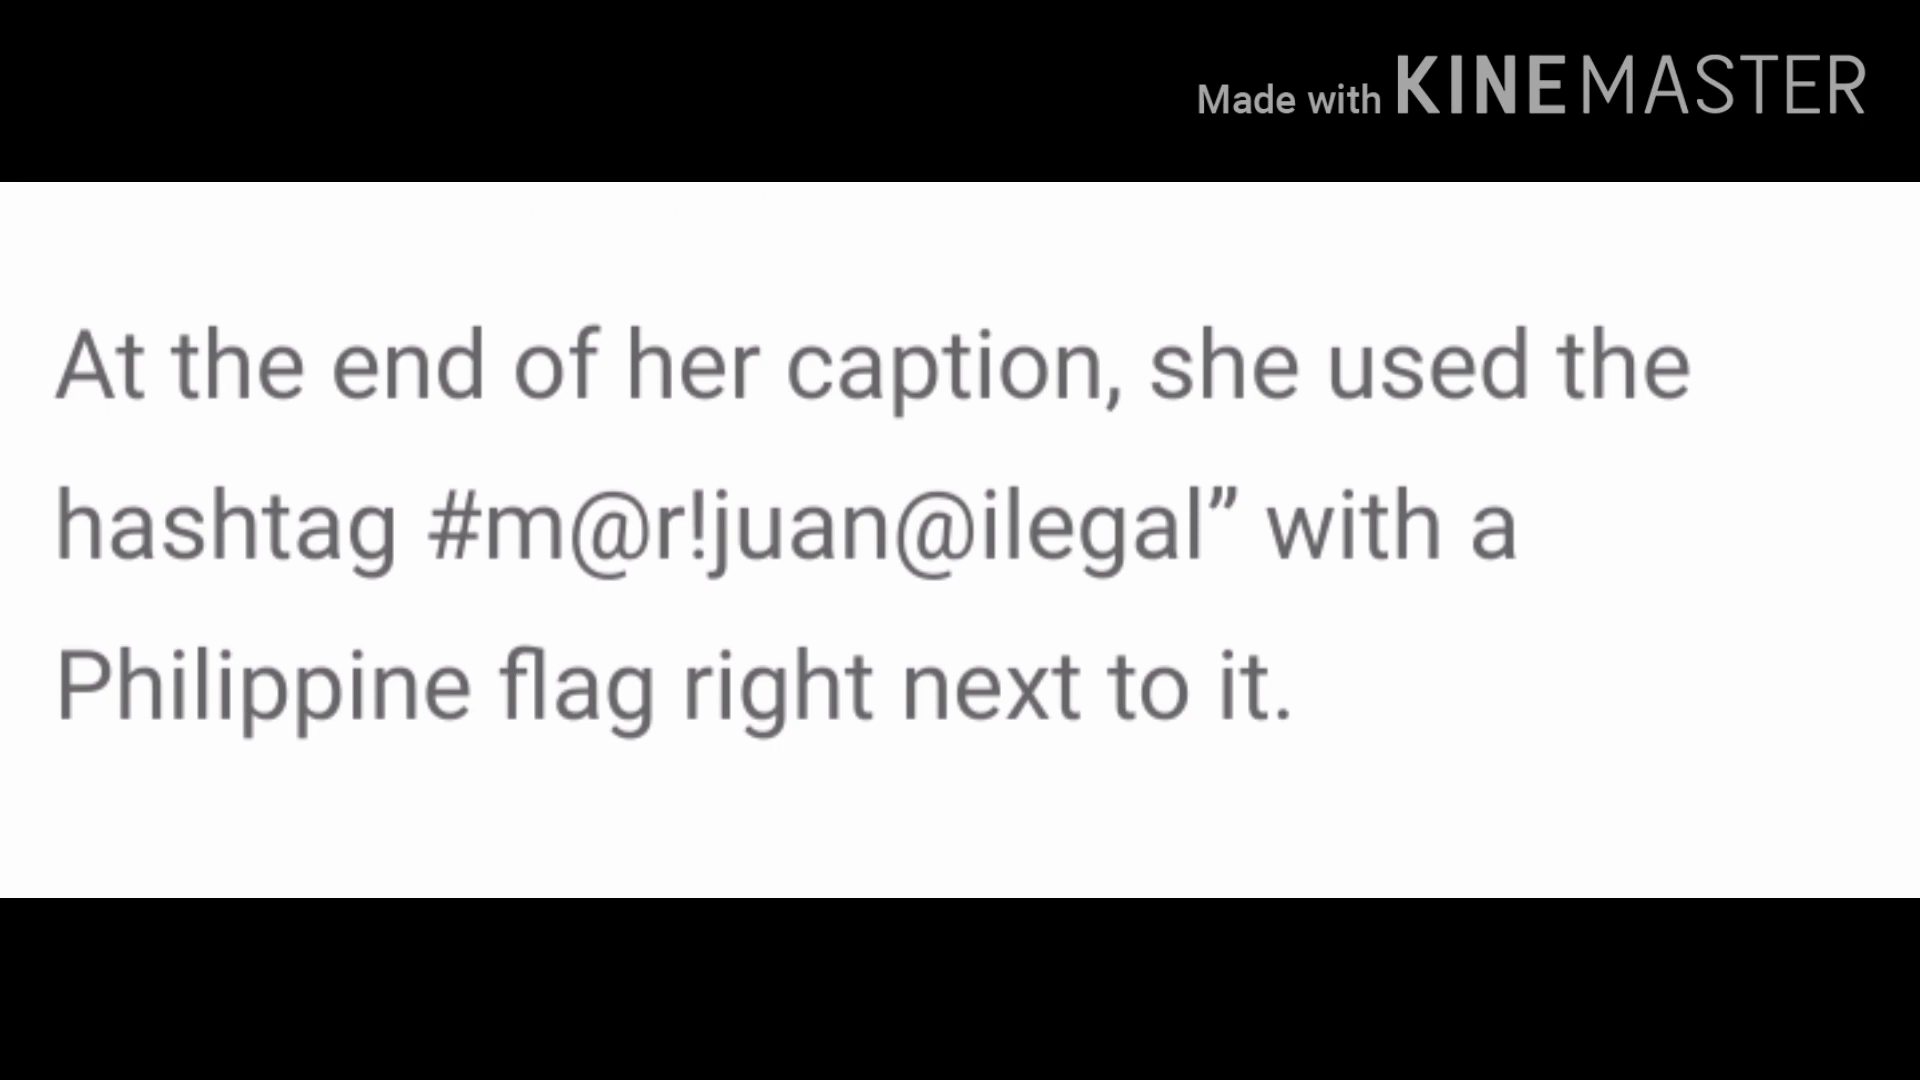 Made with KINEMASTER
At the end of her caption, she used the
hashtag #m@r!juan@ilegal” with a
Philippine flag right next to it.